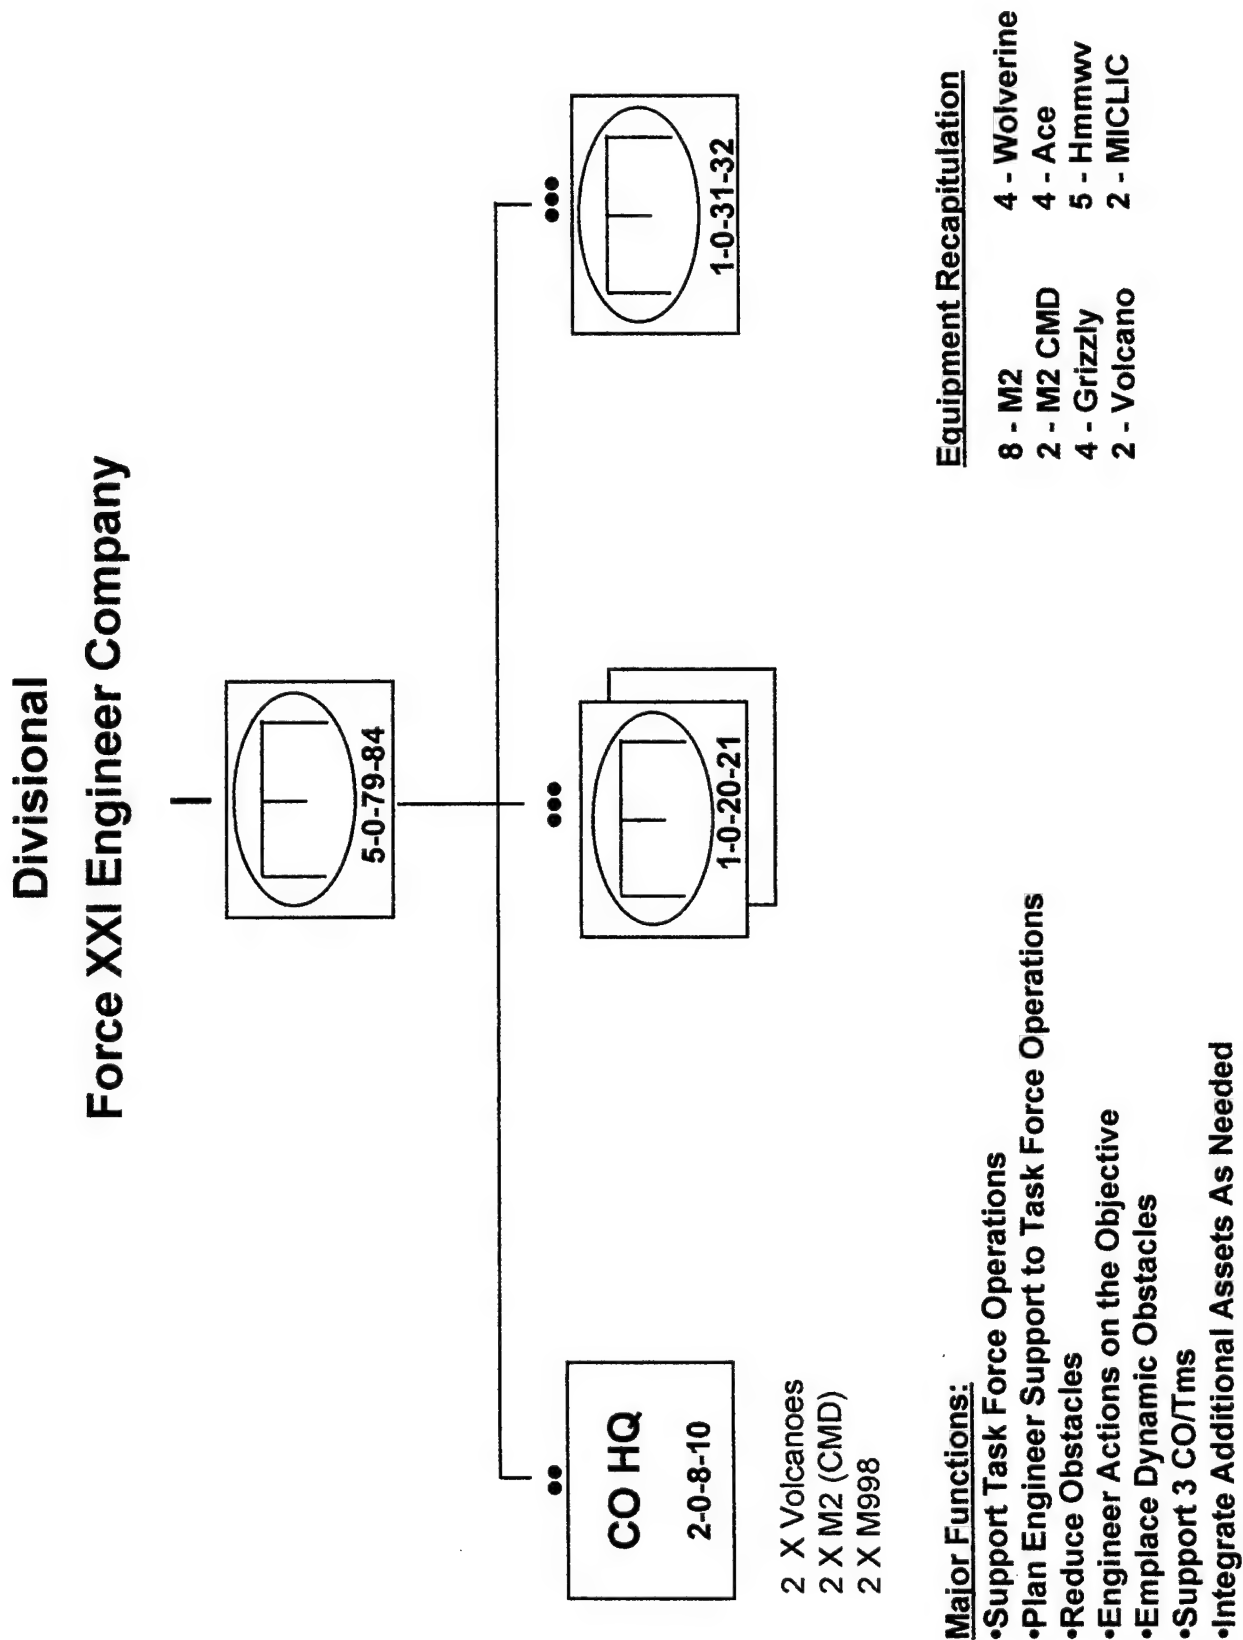 Divisional
Force XXI Engineer Company
5-0-79-84
CO HQ
2-0-8-10
1-0-20-21
1-0-31-32
2 X Volcanoes
2 X M2 (CMD)
2 X M998
Major Functions:
•Support Task Force Operations
•Plan Engineer Support to Task Force Operations
•Reduce Obstacles
•Engineer Actions on the Objective
•Emplace Dynamic Obstacles
•Support 3 CO/Tms
•Integrate Additional Assets As Needed
Equipment Recapitulation
8 - M2 4 - Wolverine
2 - M2 CMD 4 - Ace
4 - Grizzly 5 - Hmmwv
2 - Volcano 2 - MICLIC